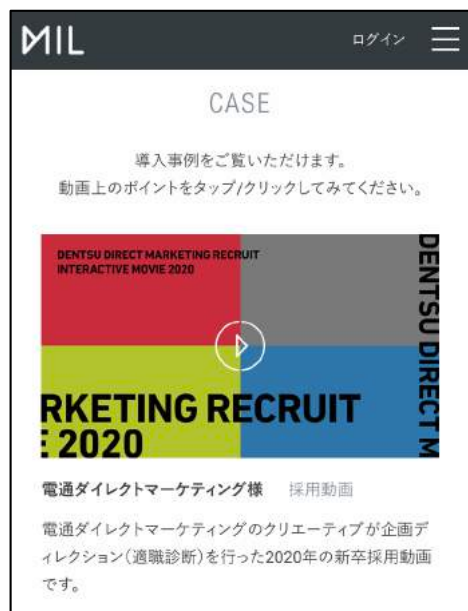 MIL
ログイン
CASE
導入事例をご覧いただけます。
動画上のポイントをタップ/クリックしてみてください。
DENTSU DIRECT MARKETING RECRUIT
INTERACTIVE MOVIE 2020
DENTSU DIRECT M
RKETING RECRUIT
E 2020
電通ダイレクトマーケティング様 採用動画
電通ダイレクトマーケティングのクリエーティブが企画デ
ィレクション(適職診断)を行った2020年の新卒採用動画
です。